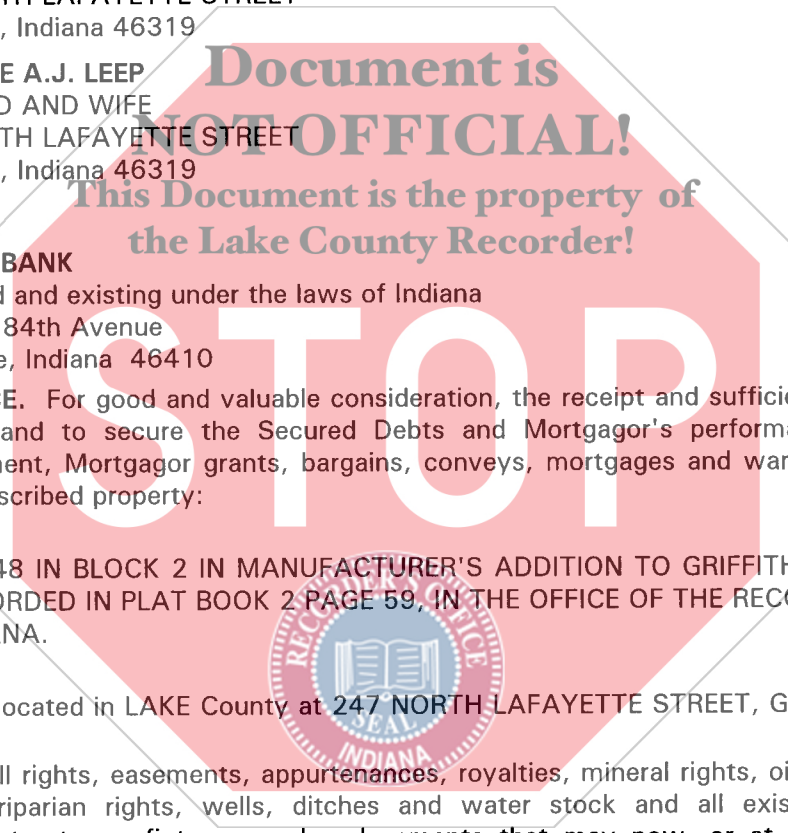 , Indiana 46319
E A.J. LEEP
D AND WIFE
TH LAFAYETTE STREET
, Indiana 46319
Document is
NOT OFFICIAL!
This Document is the property of
the Lake County Recorder!
BANK
d and existing under the laws of Indiana
84th Avenue
e, Indiana 46410
CE. For good and valuable consideration, the receipt and sufficie
and to secure the Secured Debts and Mortgagor's performa
nent, Mortgagor grants, bargains, conveys, mortgages and war
scribed property:
STOP
48 IN BLOCK 2 IN MANUFACTURER'S ADDITION TO GRIFFITH
ORDED IN PLAT BOOK 2 PAGE 59, IN THE OFFICE OF THE RECO
ANA.
RECORDER'S OFFICE
SEAL
INDIANA
ocated in LAKE County at 247 NORTH LAFAYETTE STREET, G
ll rights, easements, appurtenances, royalties, mineral rights, oi
riparian rights, wells, ditches and water stock and all exis